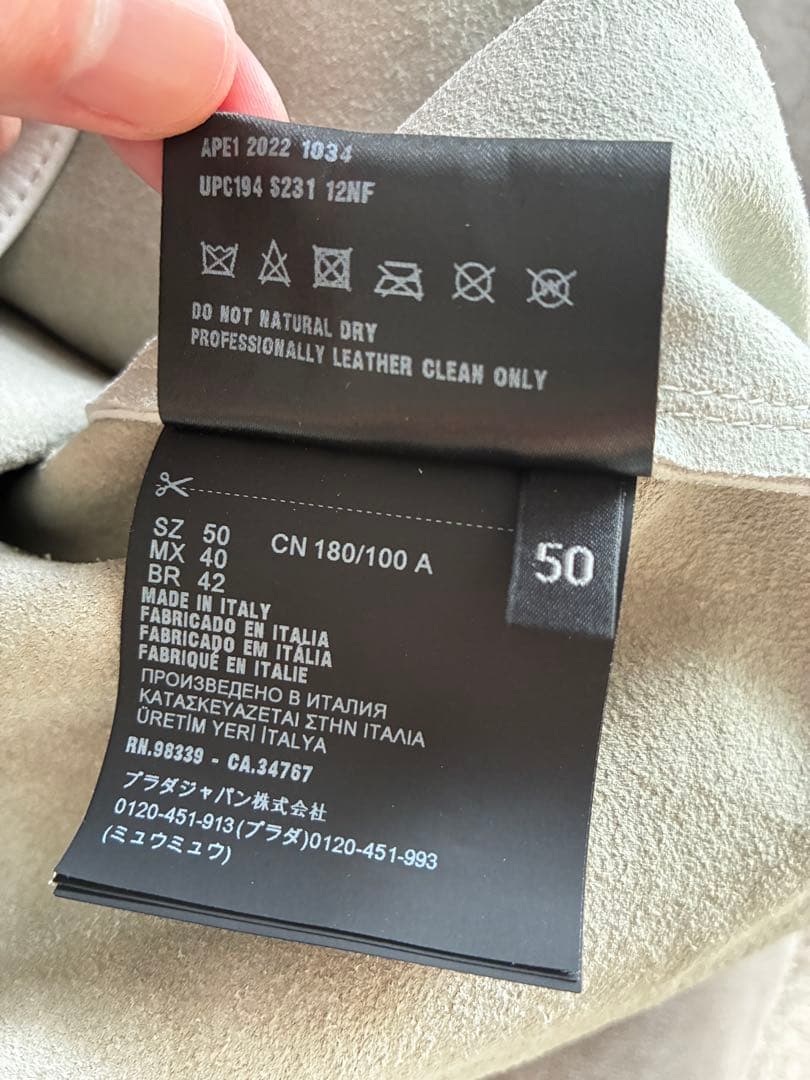 APE1 2022 1034
UPC194 S231 12NF
DO NOT NATURAL DRY
PROFESSIONALLY LEATHER CLEAN ONLY
SZ 50
MX 40
BR 42
CN 180/100 A
50
MADE IN ITALY
FABRICADO EN ITALIA
FABRICADO EM ITÁLIA
FABRIQUÉ EN ITALIE
ПРОИЗВЕДЕНО В ИТАЛИЯ
ΚΑΤΑΣΚΕΥΑΖΕΤΑΙ ΣΤΗΝ ΙΤΑΛΙΑ
ÜRETİM YERİ İTALYA
RN.98339 - CA.34767
プラダジャパン株式会社
0120-451-913(プラダ)0120-451-993
(ミュウミュウ)